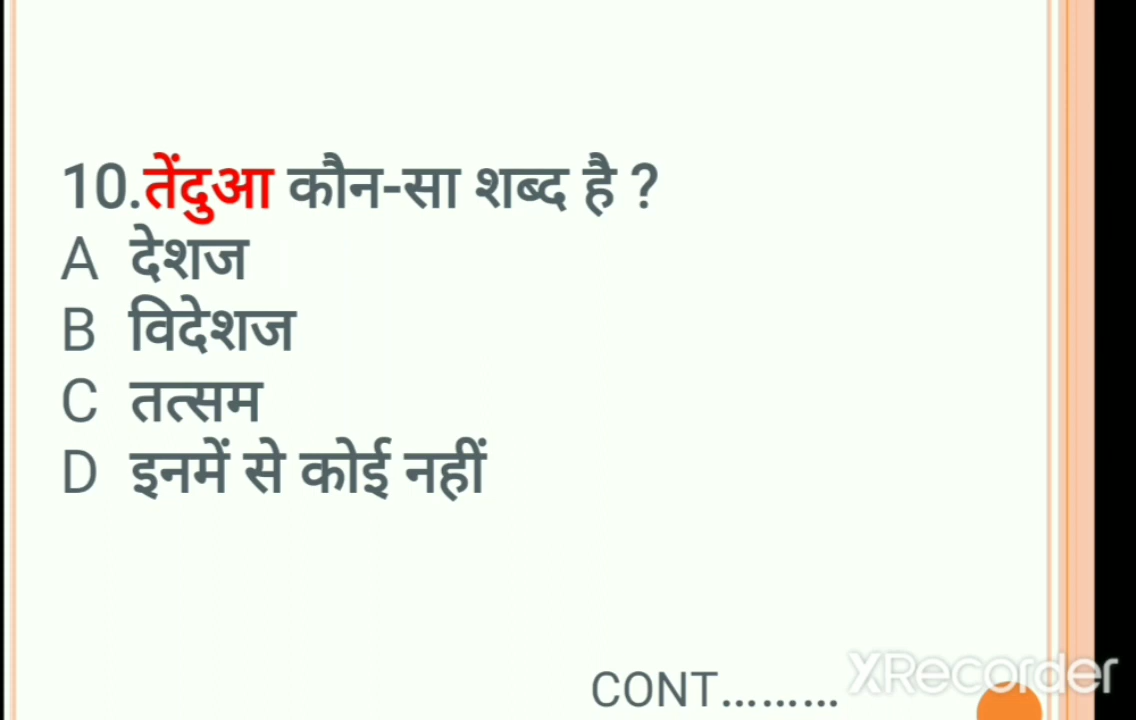 10.तेंदुआ कौन-सा शब्द है ?
A देशज
B विदेशज
C तत्सम
D इनमें से कोई नहीं
CONT.........
XRecorder